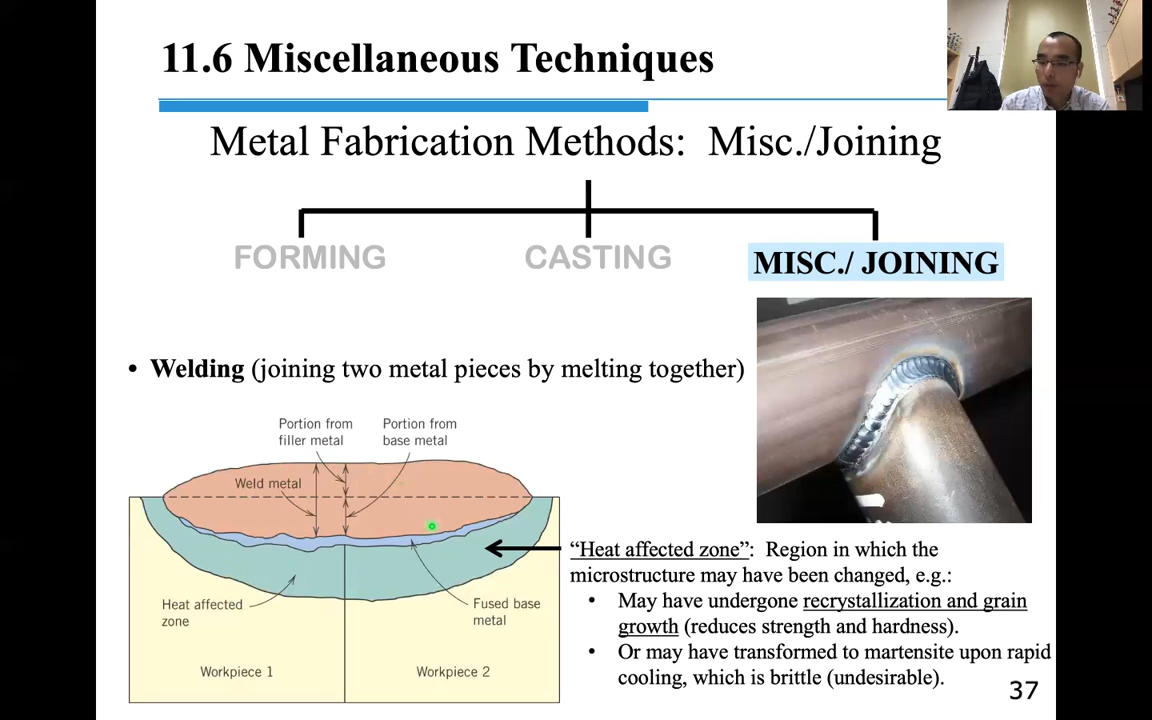 11.6 Miscellaneous Techniques
Metal Fabrication Methods: Misc./Joining
FORMING
CASTING
MISC./ JOINING
• Welding (joining two metal pieces by melting together)
Portion from
filler metal
Portion from
base metal
Weld metal
Heat affected
zone
Fused base
metal
Workpiece 1
Workpiece 2
“Heat affected zone”: Region in which the
microstructure may have been changed, e.g.:
• May have undergone recrystallization and grain
growth (reduces strength and hardness).
• Or may have transformed to martensite upon rapid
cooling, which is brittle (undesirable).
37